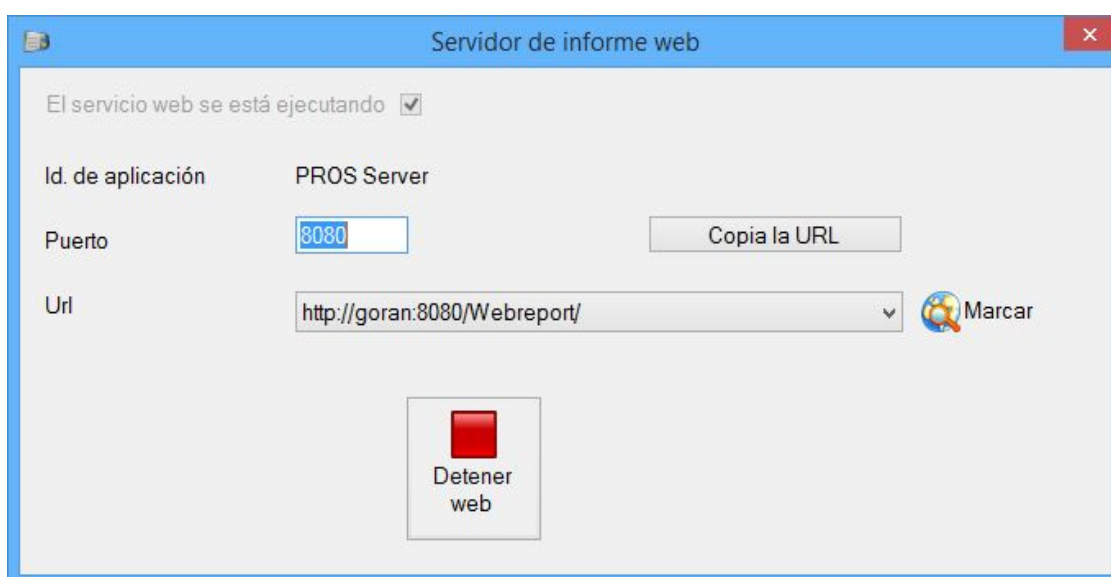 Servidor de informe web
El servicio web se está ejecutando
Id. de aplicación PROS Server
Puerto 8080 Copia la URL
Url http://goran:8080/Webreport/ Marcar
Detener
web